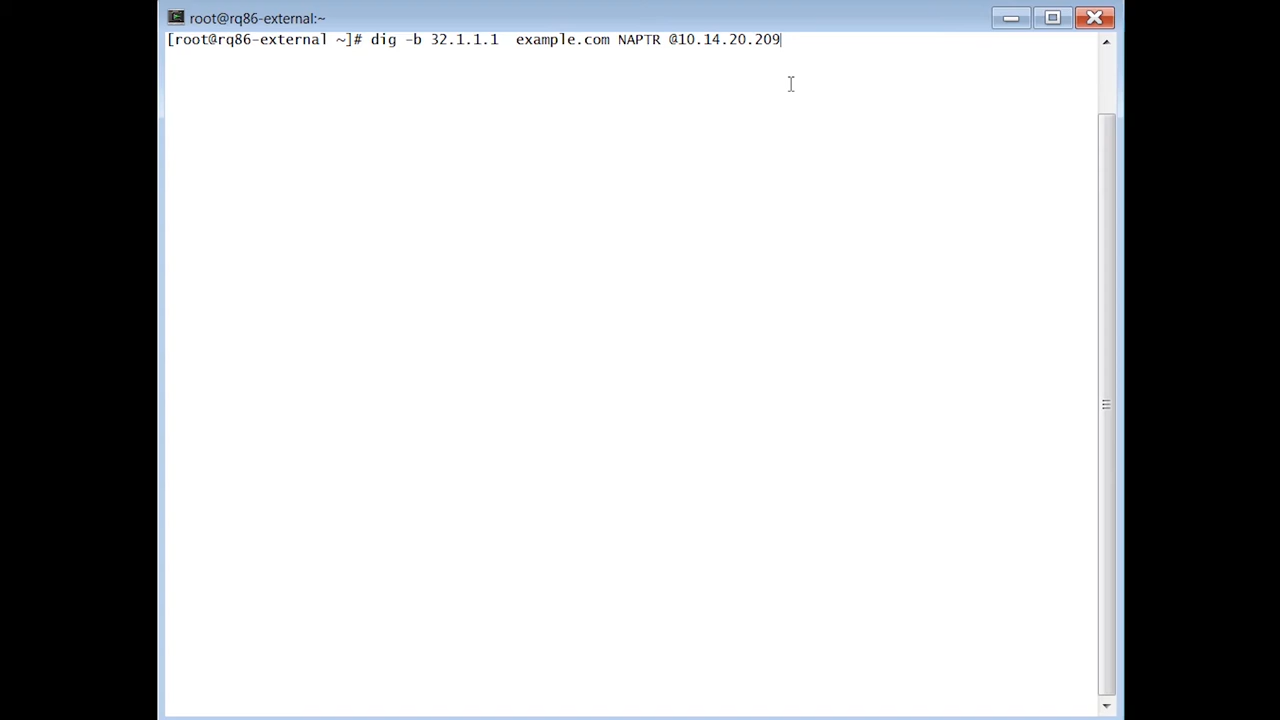 root@rq86-external:~
[root@rq86-external ~]# dig -b 32.1.1.1  example.com NAPTR @10.14.20.209